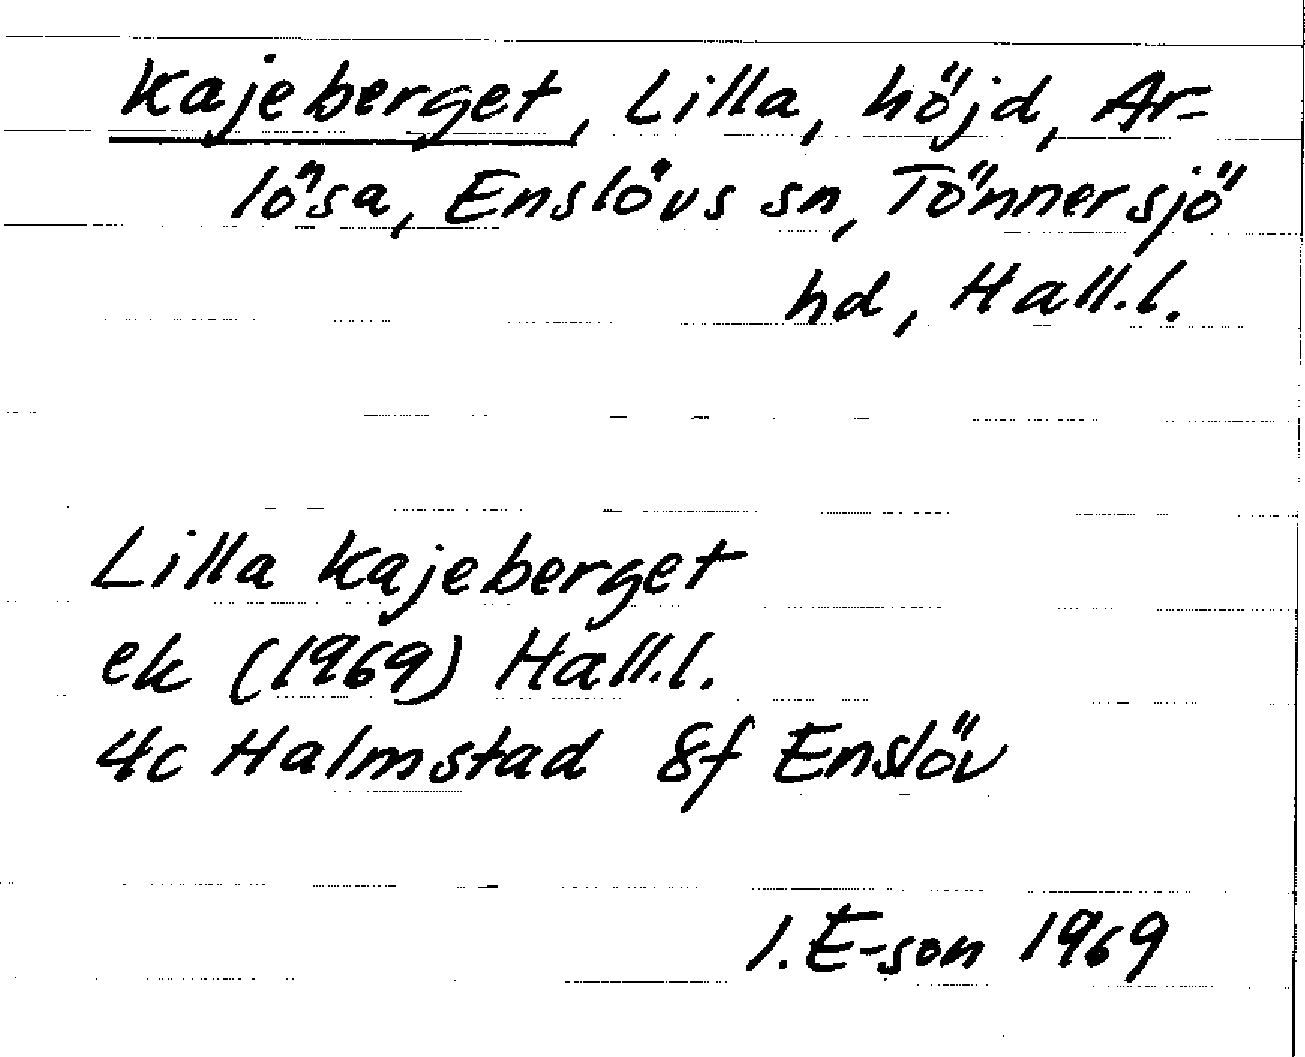 Kajeberget, Lilla, höjd, Ar-
lösa, Enslövs sn, Tönnersjö
hd, Hall.l.
Lilla Kajeberget
ek (1969) Hall.l.
4c Halmstad 8f Enslöv
I. E-son 1969